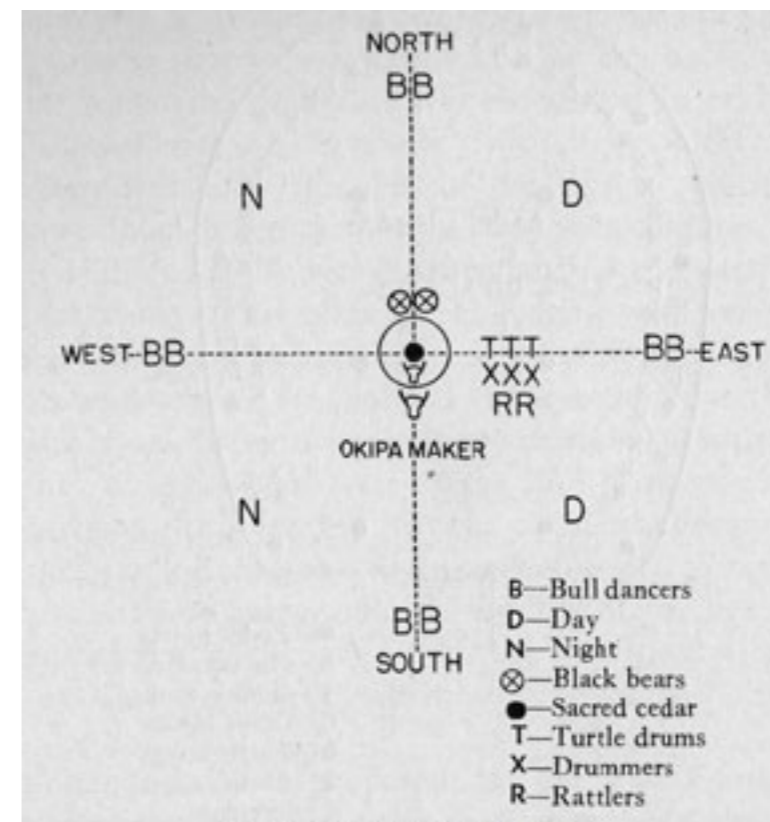 NORTH
BB
N D
WEST-BB TTT BB-EAST
XXX
RR
OKIPA MAKER
N D
BB
SOUTH
B—Bull dancers
D—Day
N—Night
⊗—Black bears
●—Sacred cedar
T—Turtle drums
X—Drummers
R—Rattlers